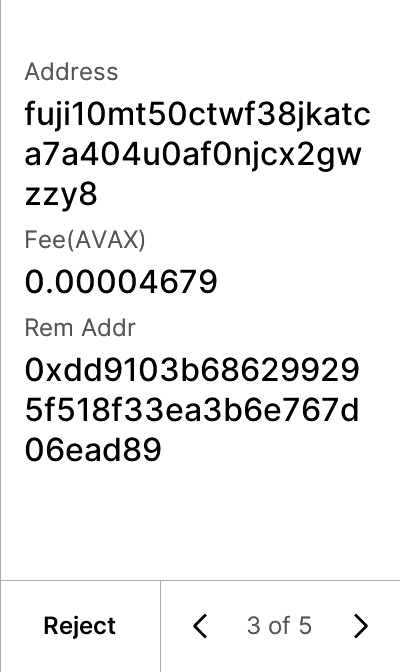 Address
fuji10mt50ctwf38jkatc
a7a404u0af0njcx2gw
zzy8
Fee(AVAX)
0.00004679
Rem Addr
0xdd9103b68629929
5f518f33ea3b6e767d
06ead89
Reject
3 of 5